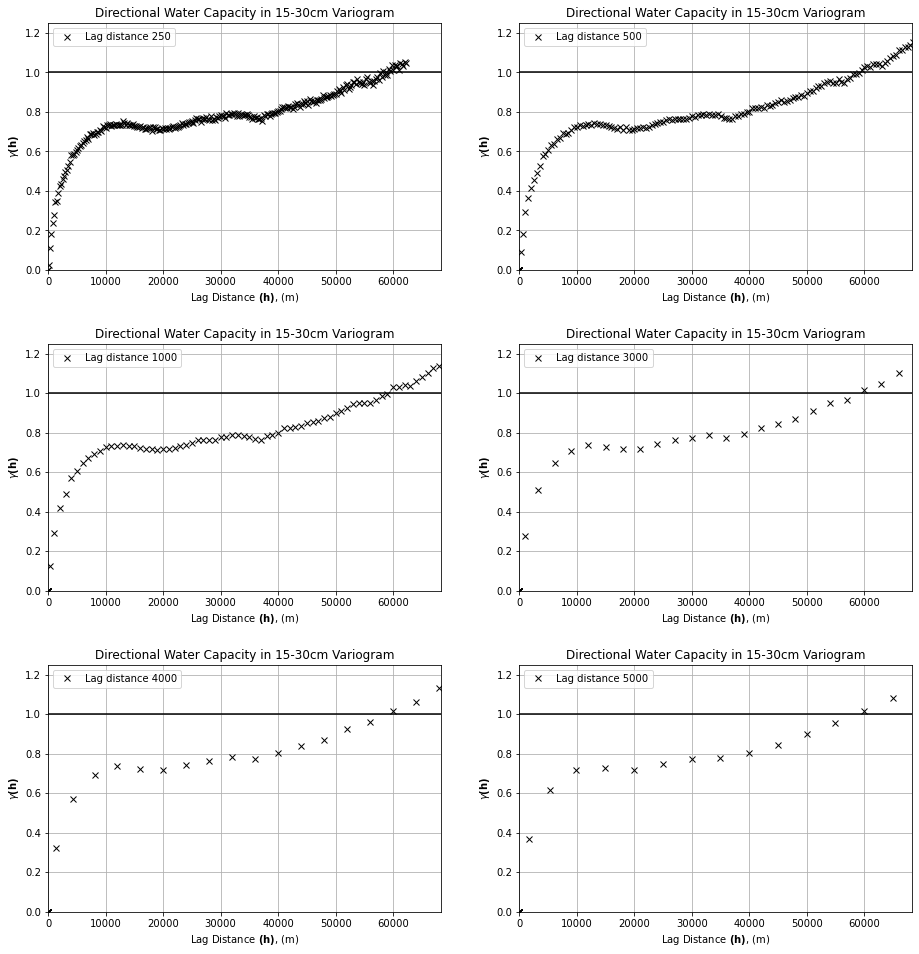 Directional Water Capacity in 15-30cm Variogram
Lag distance 250
γ(h)
1.2
1.0
0.8
0.6
0.4
0.2
0.0
0 10000 20000 30000 40000 50000 60000
Lag Distance (h), (m)
Directional Water Capacity in 15-30cm Variogram
Lag distance 500
γ(h)
1.2
1.0
0.8
0.6
0.4
0.2
0.0
0 10000 20000 30000 40000 50000 60000
Lag Distance (h), (m)
Directional Water Capacity in 15-30cm Variogram
Lag distance 1000
γ(h)
1.2
1.0
0.8
0.6
0.4
0.2
0.0
0 10000 20000 30000 40000 50000 60000
Lag Distance (h), (m)
Directional Water Capacity in 15-30cm Variogram
Lag distance 3000
γ(h)
1.2
1.0
0.8
0.6
0.4
0.2
0.0
0 10000 20000 30000 40000 50000 60000
Lag Distance (h), (m)
Directional Water Capacity in 15-30cm Variogram
Lag distance 4000
γ(h)
1.2
1.0
0.8
0.6
0.4
0.2
0.0
0 10000 20000 30000 40000 50000 60000
Lag Distance (h), (m)
Directional Water Capacity in 15-30cm Variogram
Lag distance 5000
γ(h)
1.2
1.0
0.8
0.6
0.4
0.2
0.0
0 10000 20000 30000 40000 50000 60000
Lag Distance (h), (m)